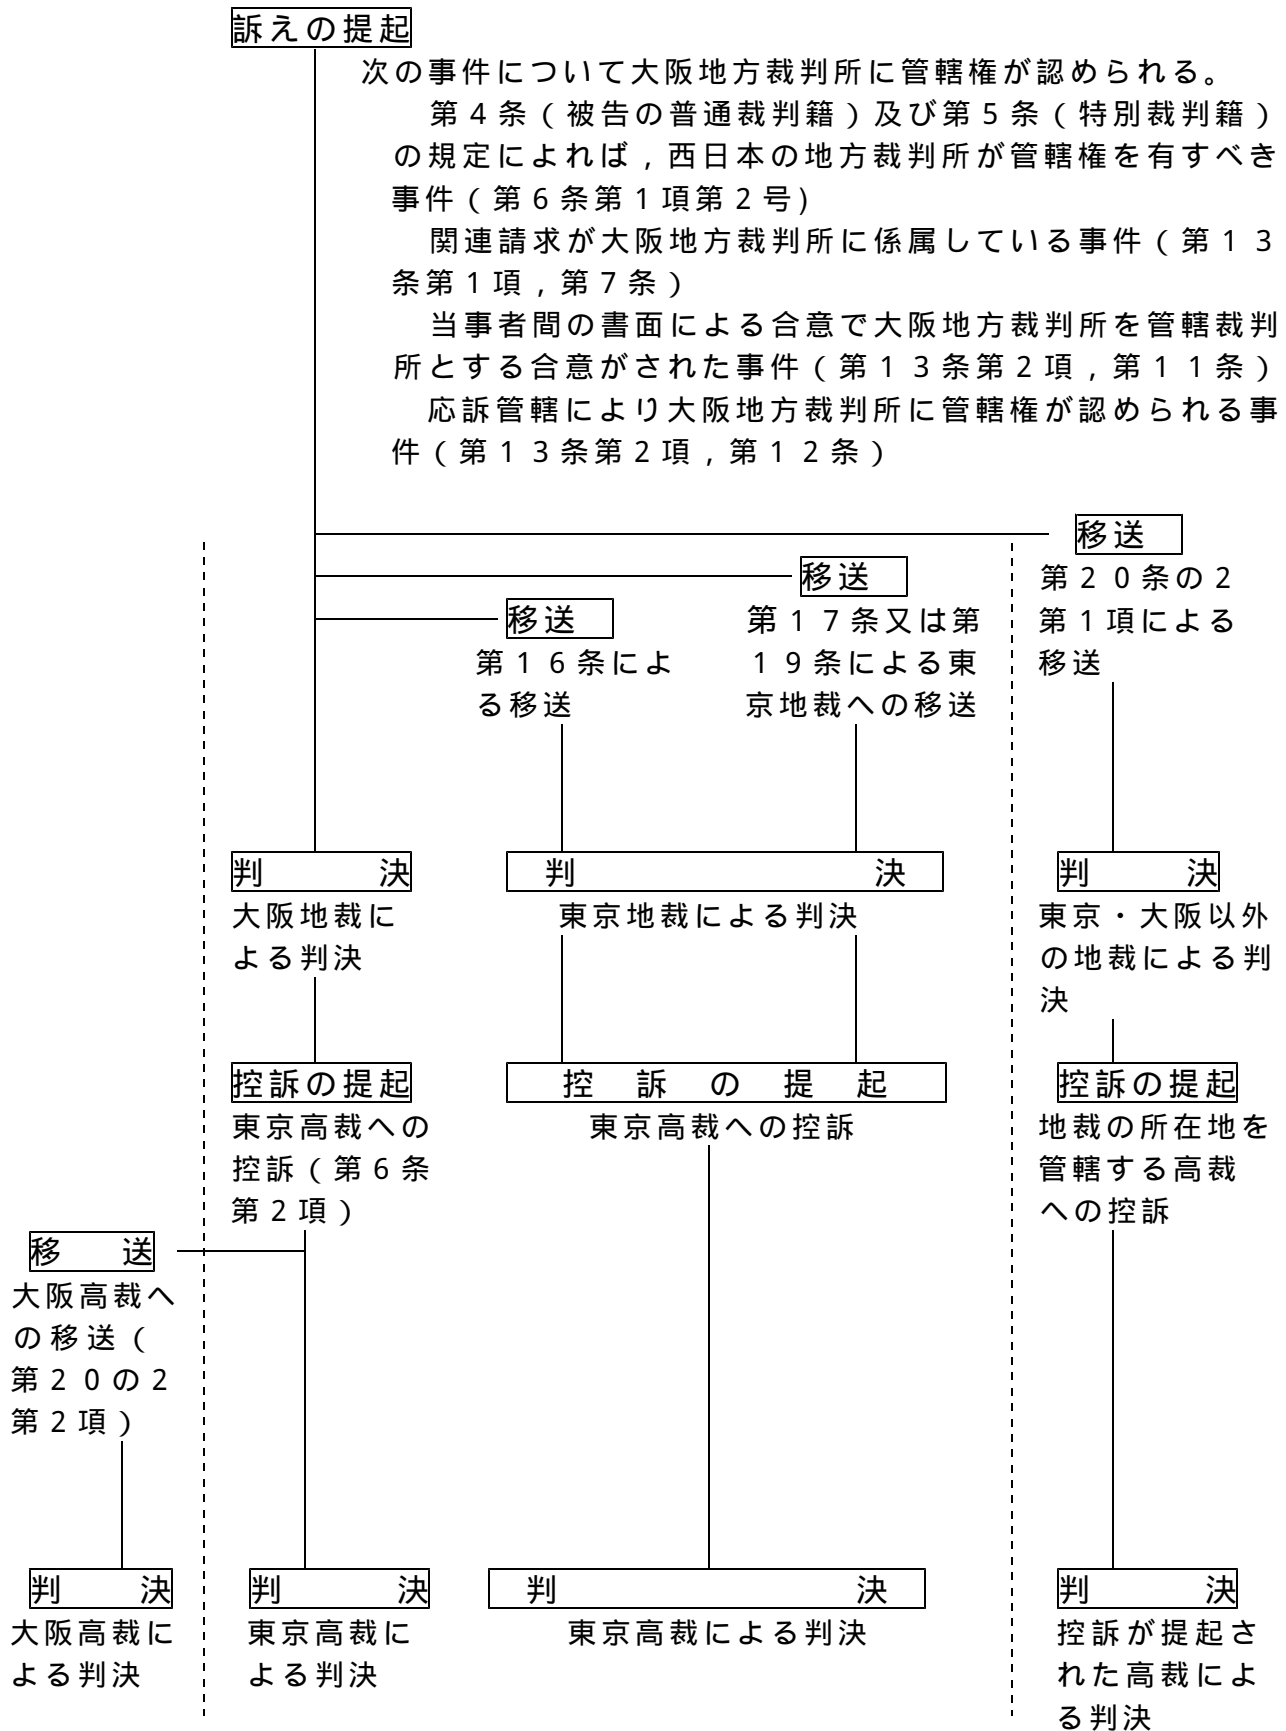 訴えの提起
次の事件について大阪地方裁判所に管轄権が認められる。
第4条(被告の普通裁判籍)及び第5条(特別裁判籍)
の規定によれば,西日本の地方裁判所が管轄権を有すべき
事件(第6条第1項第2号)
関連請求が大阪地方裁判所に係属している事件(第13
条第1項,第7条)
当事者間の書面による合意で大阪地方裁判所を管轄裁判
所とする合意がされた事件(第13条第2項,第11条)
応訴管轄により大阪地方裁判所に管轄権が認められる事
件(第13条第2項,第12条)
移送
第20条の2
第1項による
移送
移送
第17条又は第
19条による東
京地裁への移送
移送
第16条によ
る移送
判 決
大阪地裁に
よる判決
判 決
東京地裁による判決
判 決
東京・大阪以外
の地裁による判
決
控訴の提起
東京高裁への
控訴(第6条
第2項)
控 訴 の 提 起
東京高裁への控訴
控訴の提起
地裁の所在地を
管轄する高裁
への控訴
移 送
大阪高裁へ
の移送(
第20の2
第2項)
判 決
大阪高裁に
よる判決
判 決
東京高裁に
よる判決
判 決
東京高裁による判決
判 決
控訴が提起さ
れた高裁によ
る判決